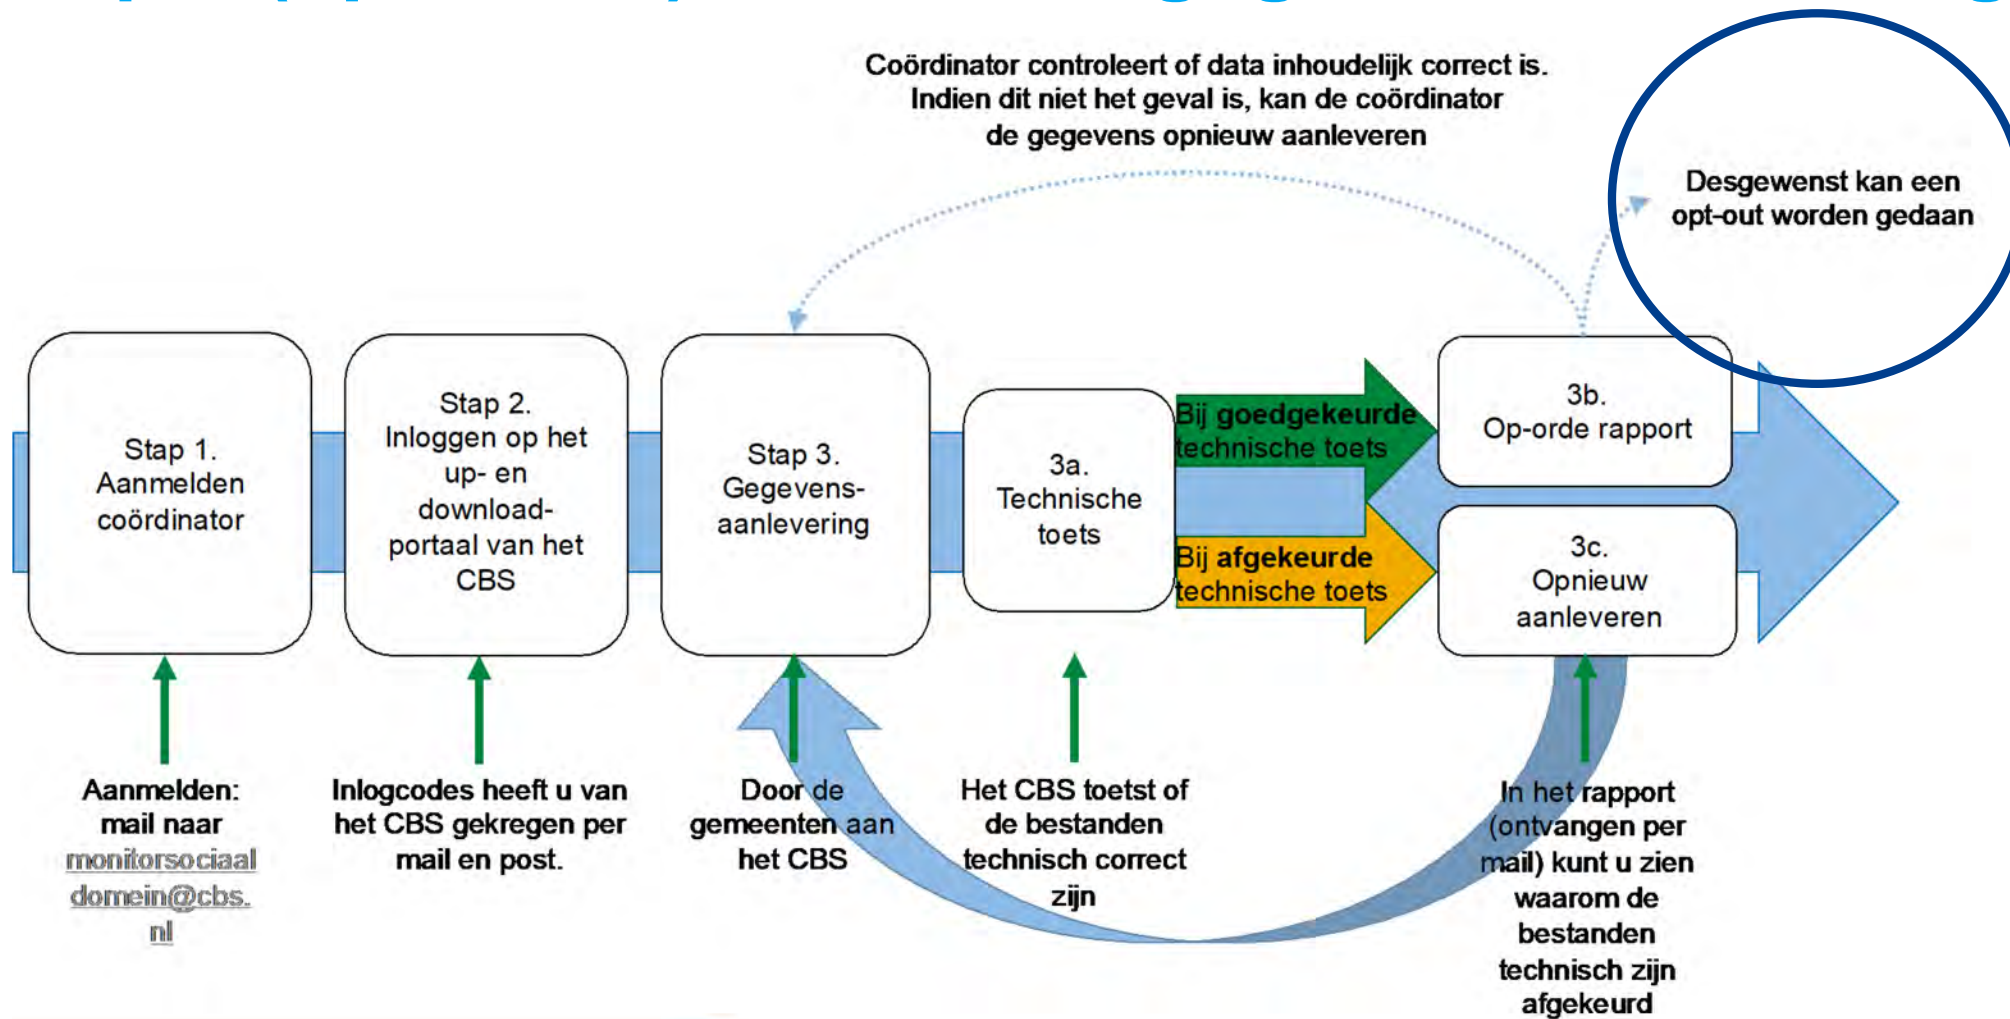 Coördinator controleert of data inhoudelijk correct is.
Indien dit niet het geval is, kan de coördinator
de gegevens opnieuw aanleveren
Desgewenst kan een
opt-out worden gedaan
Stap 1.
Aanmelden
coördinator
Stap 2.
Inloggen op het
up- en
download-
portaal van het
CBS
Stap 3.
Gegevens-
aanlevering
3a.
Technische
toets
Bij goedgekeurde
technische toets
Bij afgekeurde
technische toets
3b.
Op-orde rapport
3c.
Opnieuw
aanleveren
Aanmelden:
mail naar
monitorsociaal
domein@cbs.
nl
Inlogcodes heeft u van
het CBS gekregen per
mail en post.
Door de
gemeenten aan
het CBS
Het CBS toetst of
de bestanden
technisch correct
zijn
In het rapport
(ontvangen per
mail) kunt u zien
waarom de
bestanden
technisch zijn
afgekeurd